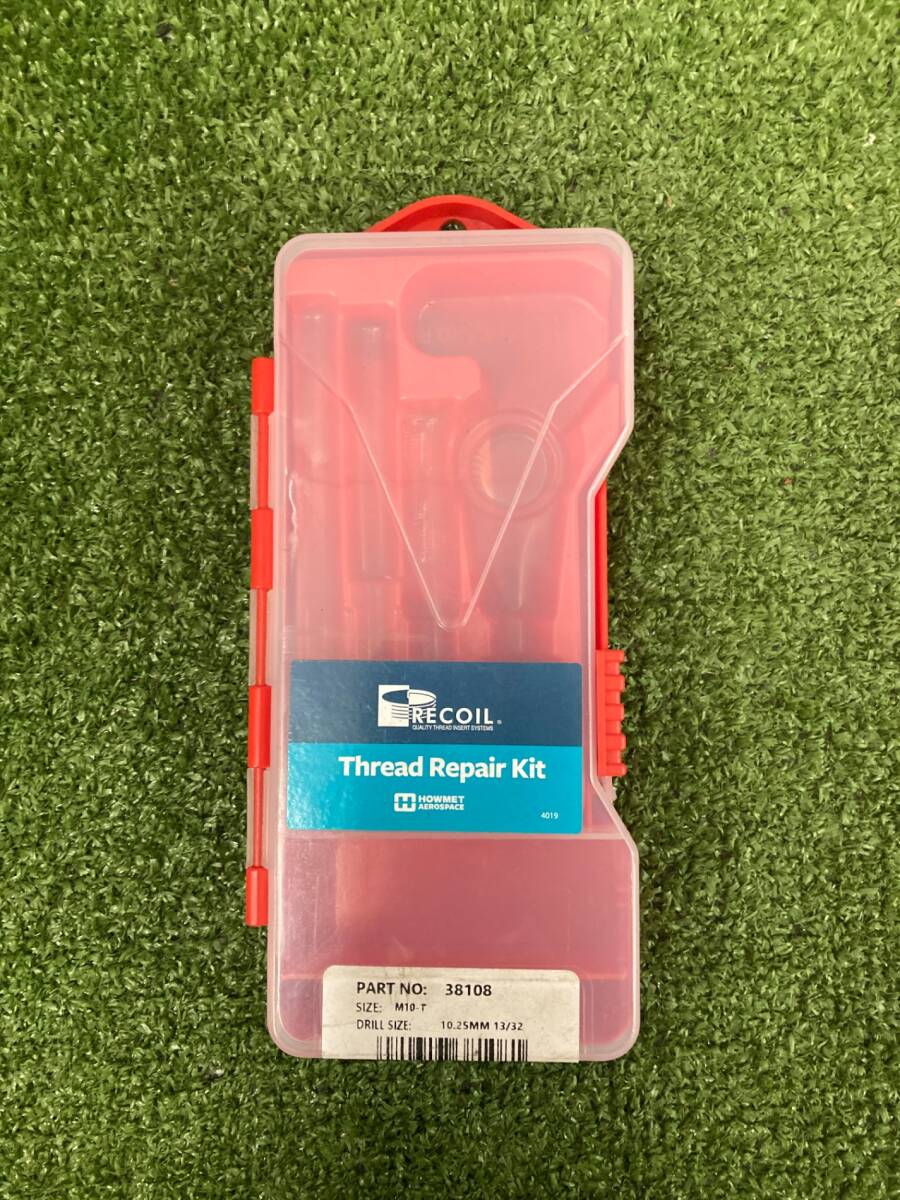 RECOIL®
QUALITY THREAD INSERT SYSTEMS
Thread Repair Kit
HOWMET
AEROSPACE
4019
PART NO: 38108
SIZE: M10-T
DRILL SIZE: 10.25MM 13/32